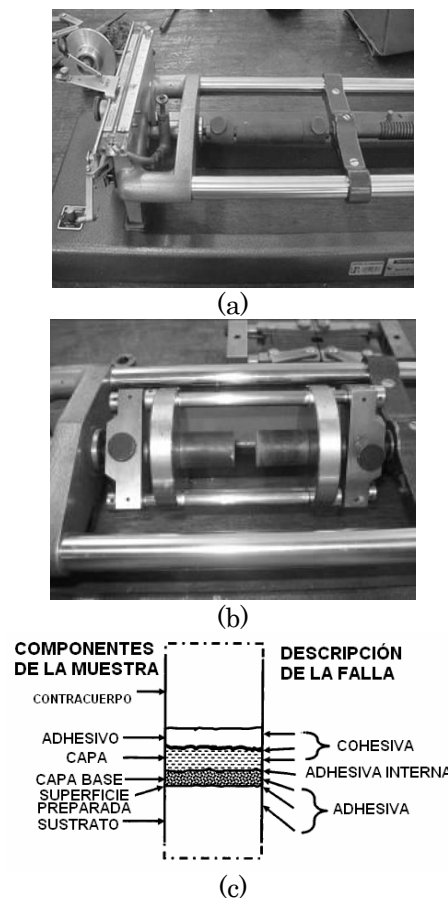 (a)
(b)
COMPONENTES
DE LA MUESTRA
DESCRIPCIÓN
DE LA FALLA
CONTRACUERPO
ADHESIVO
CAPA
CAPA BASE
SUPERFICIE
PREPARADA
SUSTRATO
COHESIVA
ADHESIVA INTERNA
ADHESIVA
(c)